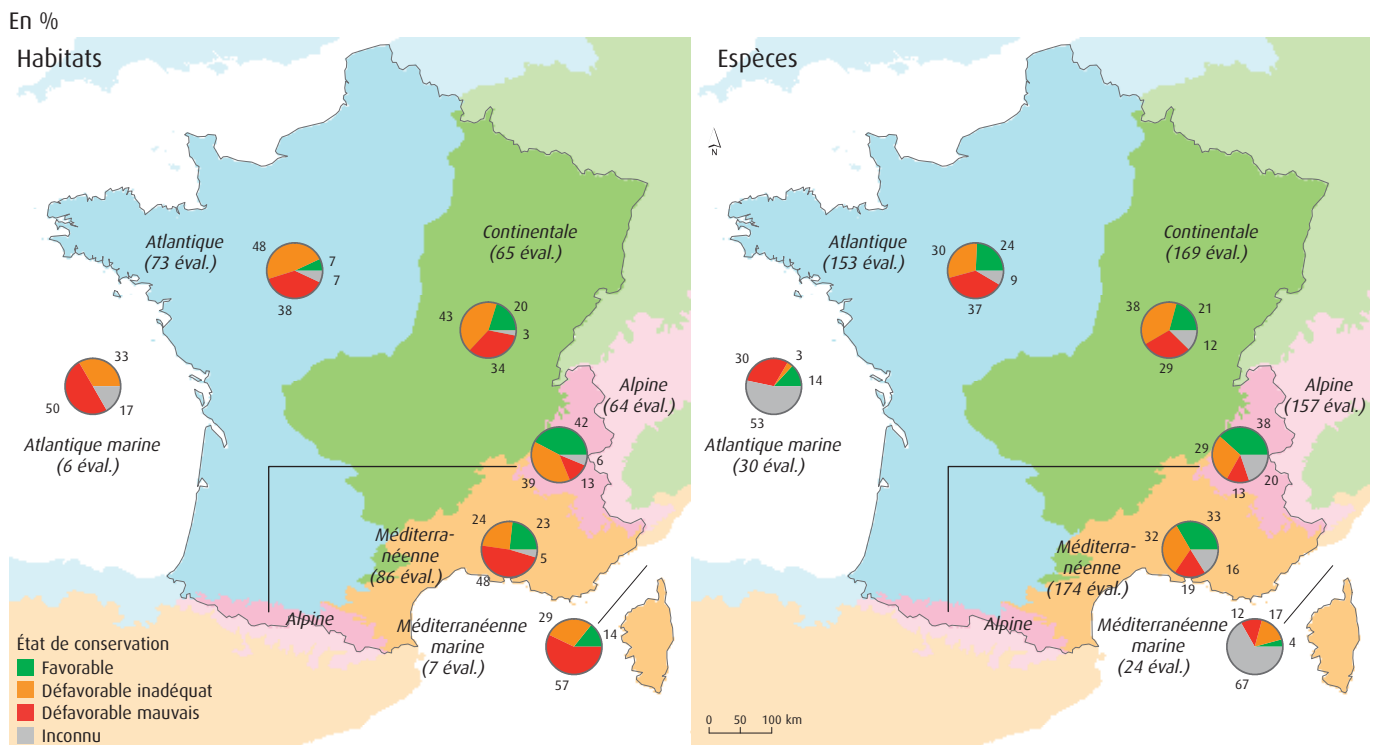 En %
Habitats
Atlantique
(73 éval.)
48
7
7
38
Continentale
(65 éval.)
43
20
3
34
33
50
17
Atlantique marine
(6 éval.)
Alpine
(64 éval.)
42
6
39
13
Méditerra-
néenne
(86 éval.)
24
23
5
48
Alpine
Méditerranéenne
marine
(7 éval.)
29
14
57
État de conservation
Favorable
Défavorable inadéquat
Défavorable mauvais
Inconnu
Espèces
N
Atlantique
(153 éval.)
30
24
9
37
Continentale
(169 éval.)
38
21
12
29
30
3
14
53
Atlantique marine
(30 éval.)
Alpine
(157 éval.)
38
29
20
13
Méditerra-
néenne
(174 éval.)
32
33
16
19
Alpine
Méditerranéenne
marine
(24 éval.)
12
17
4
67
0 50 100 km